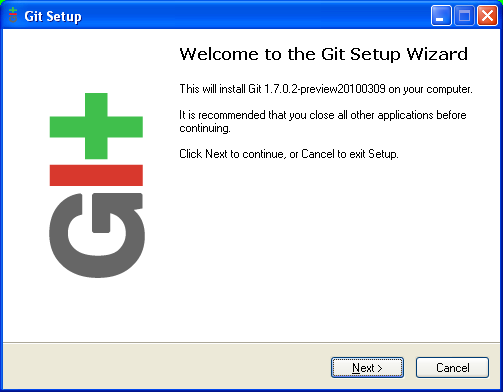 Git Setup
Welcome to the Git Setup Wizard
This will install Git 1.7.0.2-preview20100309 on your computer.
It is recommended that you close all other applications before
continuing.
Click Next to continue, or Cancel to exit Setup.
Git
Next >
Cancel